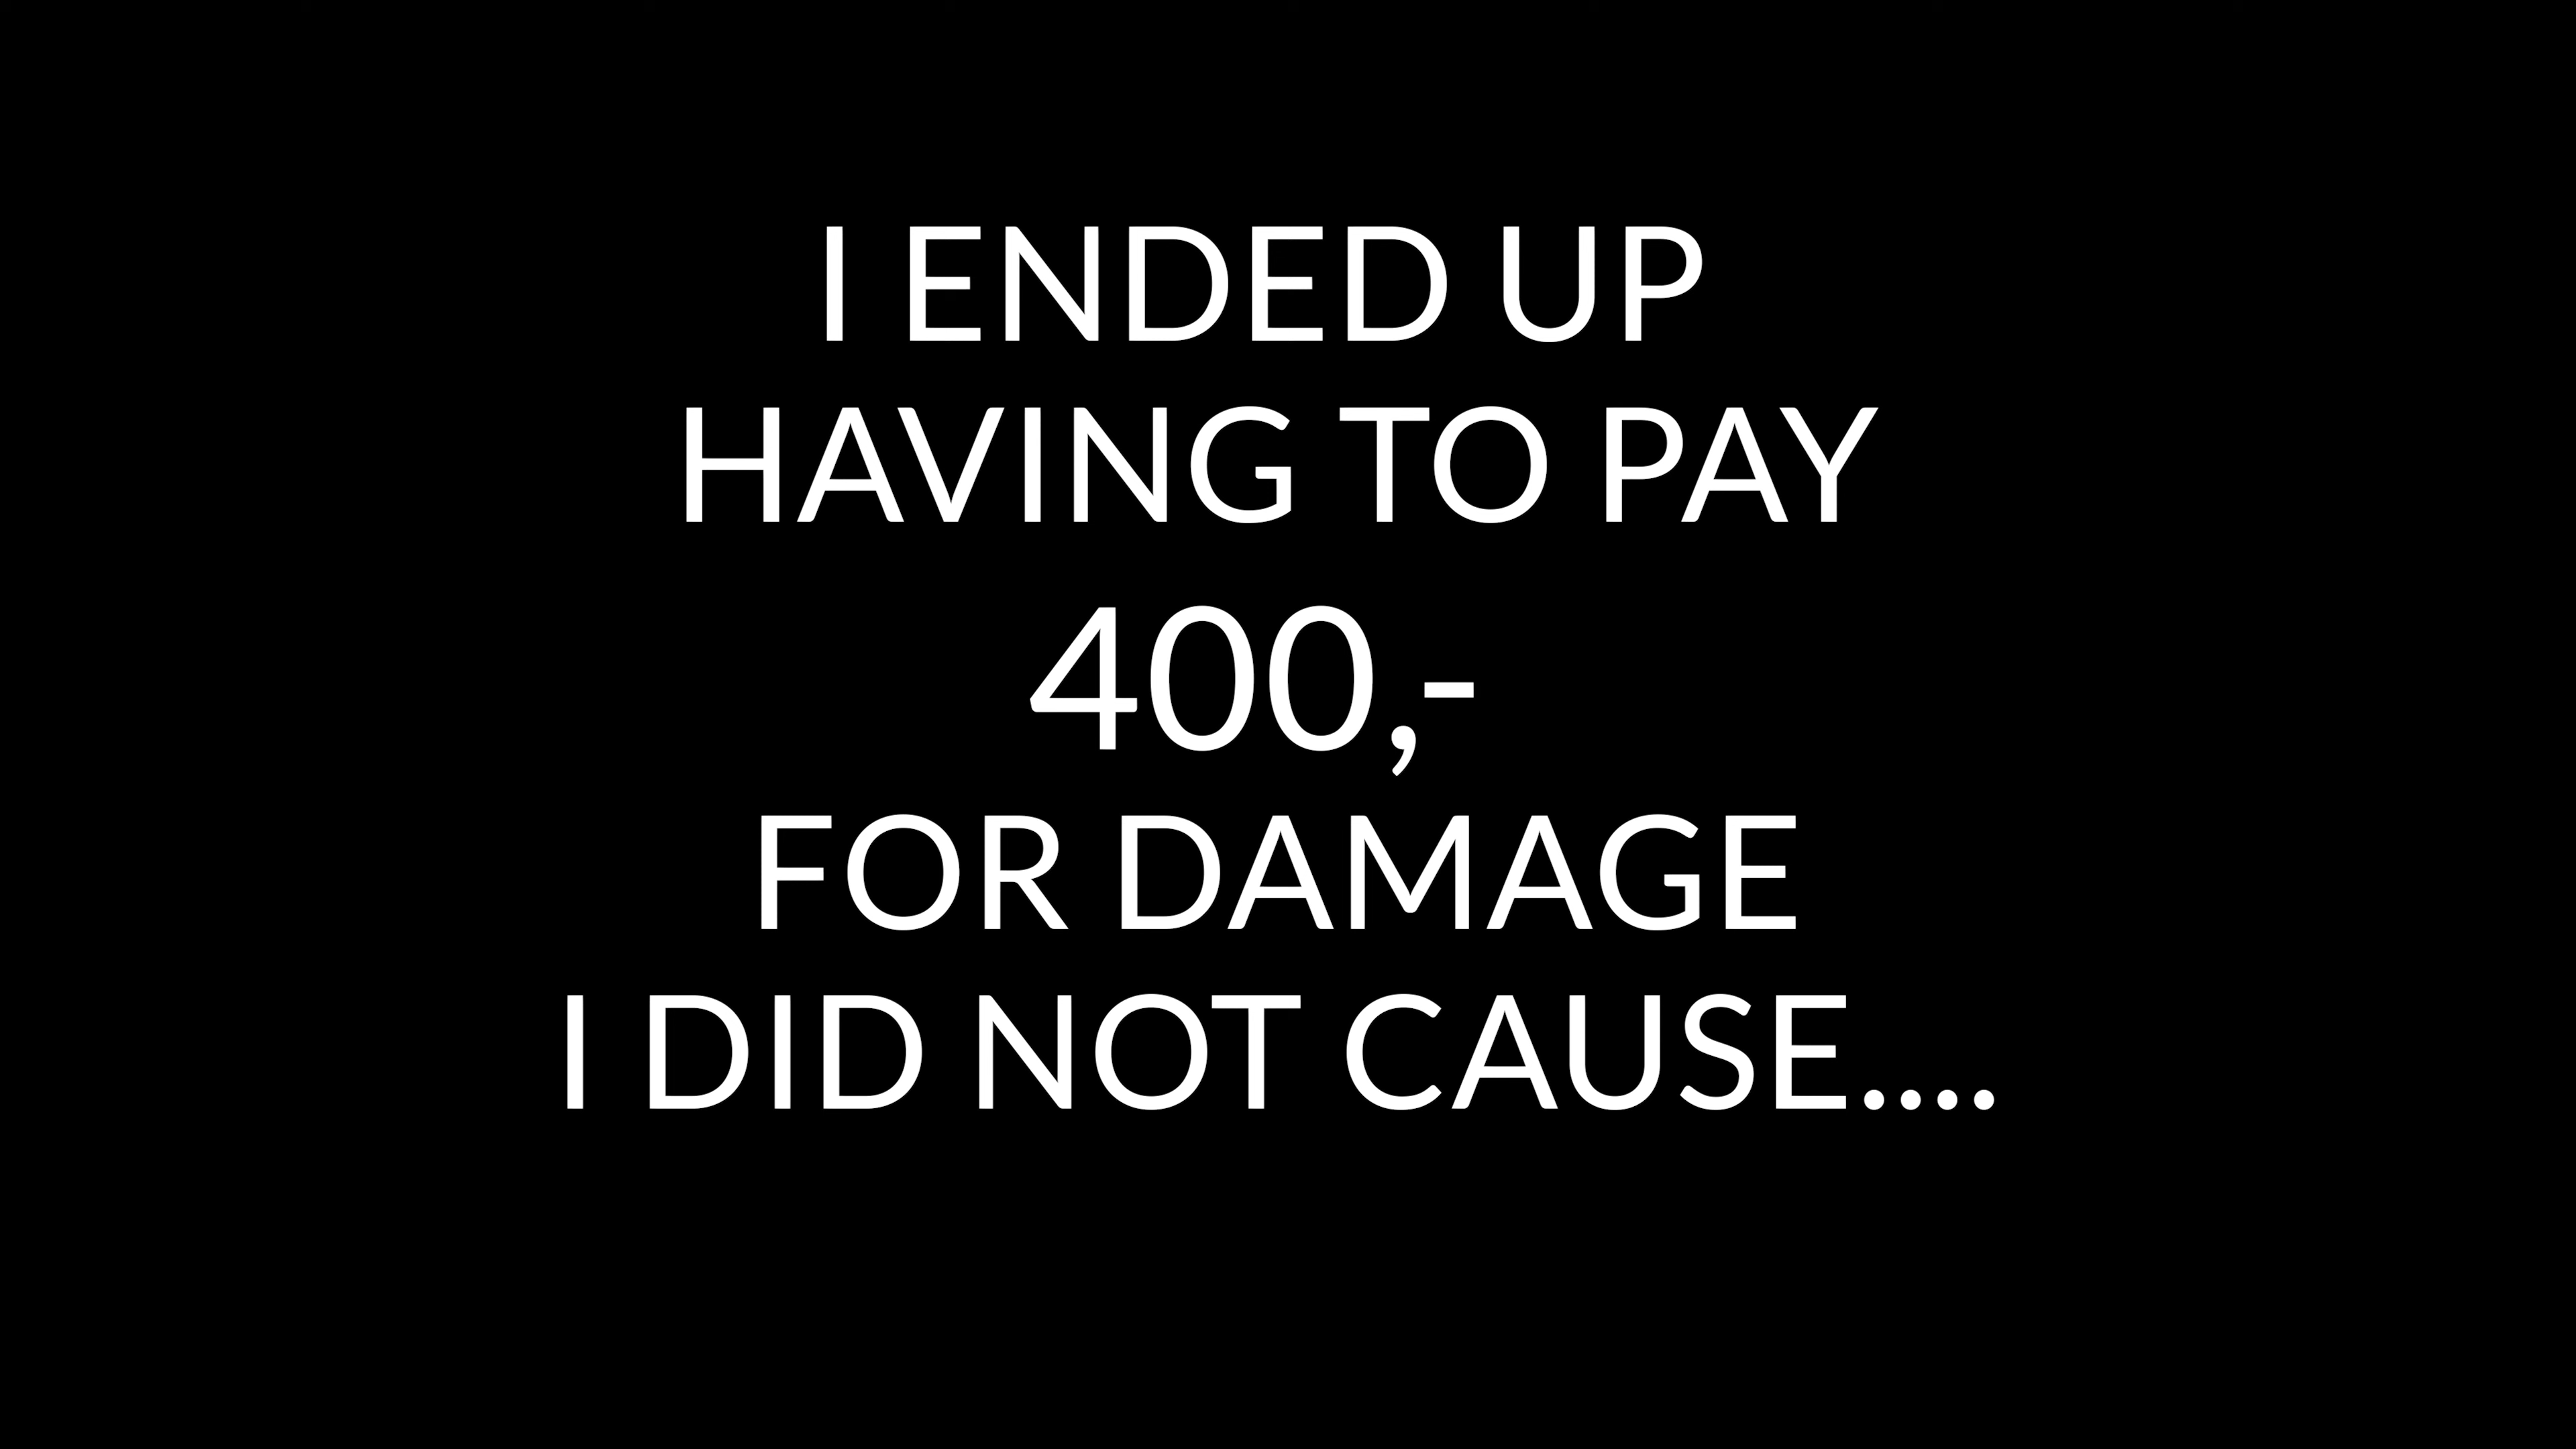 I ENDED UP
HAVING TO PAY
400,-
FOR DAMAGE
I DID NOT CAUSE....